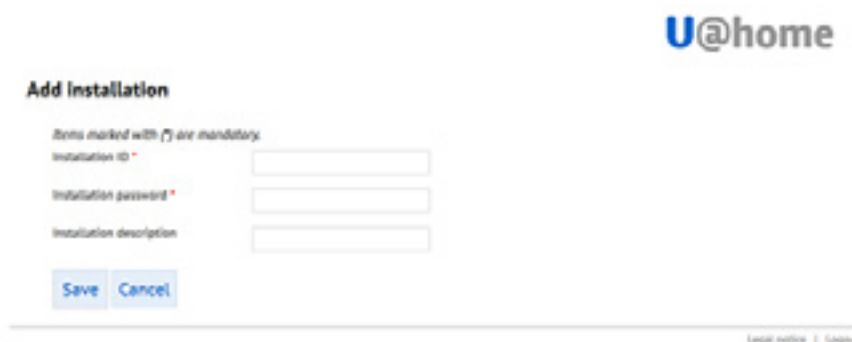 U@home
Add installation
Items marked with (*) are mandatory.
Installation ID *
Installation password *
Installation description
Save Cancel
Legal notice |